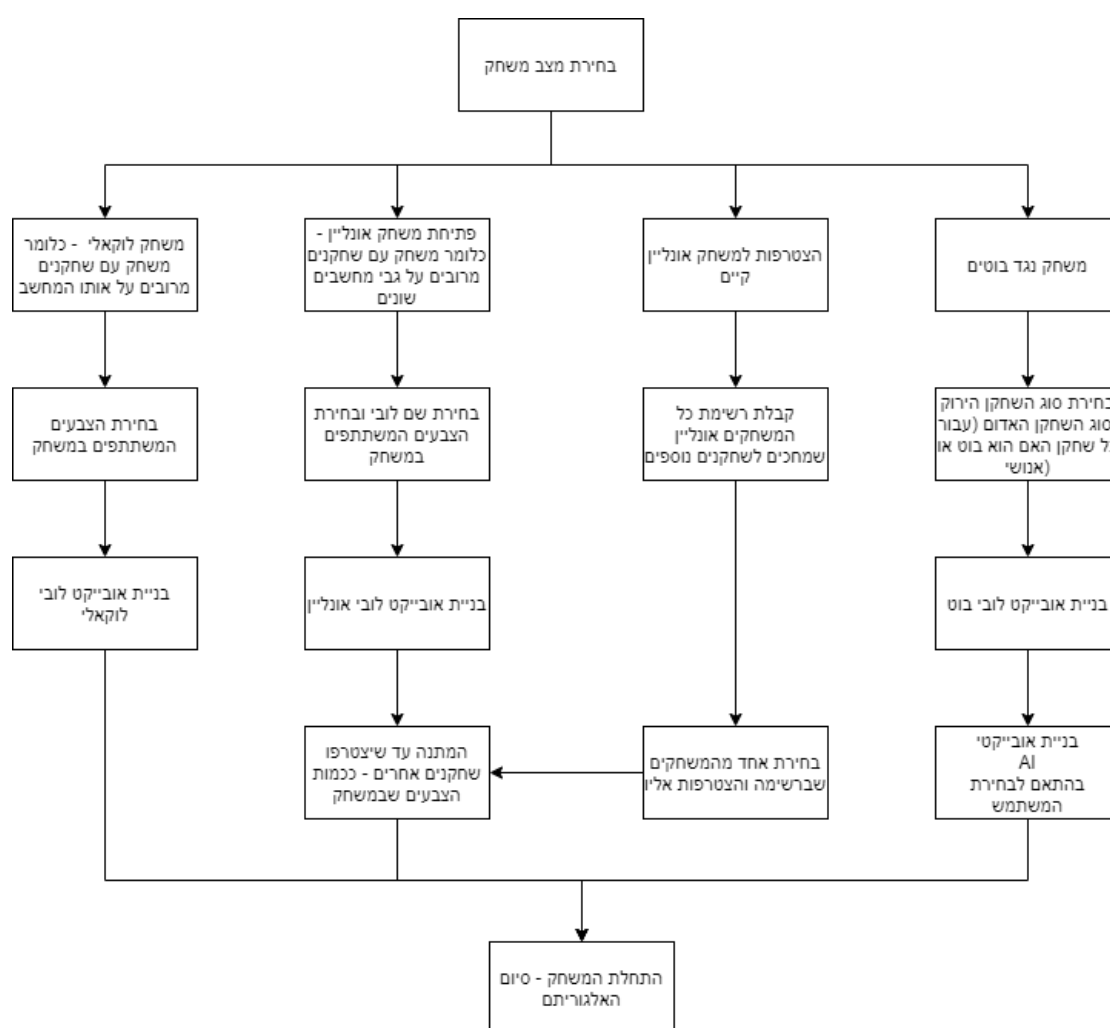 בחירת מצב משחק
משחק נגד בוטים
הצטרפות למשחק אונליין
קיים
פתיחת משחק אונליין -
כלומר משחק עם שחקנים
מרובים על גבי מחשבים
שונים
משחק לוקאלי - כלומר
משחק עם שחקנים
מרובים על אותו המחשב
בחירת סוג השחקן הירוק
סוג השחקן האדום (עבור
שחקן האם הוא בוט או
אנושי)
קבלת רשימת כל
המשחקים אונליין
שמחכים לשחקנים נוספים
בחירת שם לובי ובחירת
הצבעים המשתתפים
במשחק
בחירת הצבעים
המשתתפים במשחק
בניית אובייקט לובי בוט
בניית אובייקט לובי אונליין
בניית אובייקט לובי
לוקאלי
בניית אובייקטי
AI
בהתאם לבחירת
המשתמש
בחירת אחד מהמשחקים
שברשימה והצטרפות אליו
המתנה עד שיצטרפו
שחקנים אחרים - ככמות
הצבעים שבמשחק
התחלת המשחק - סיום
האלגוריתם